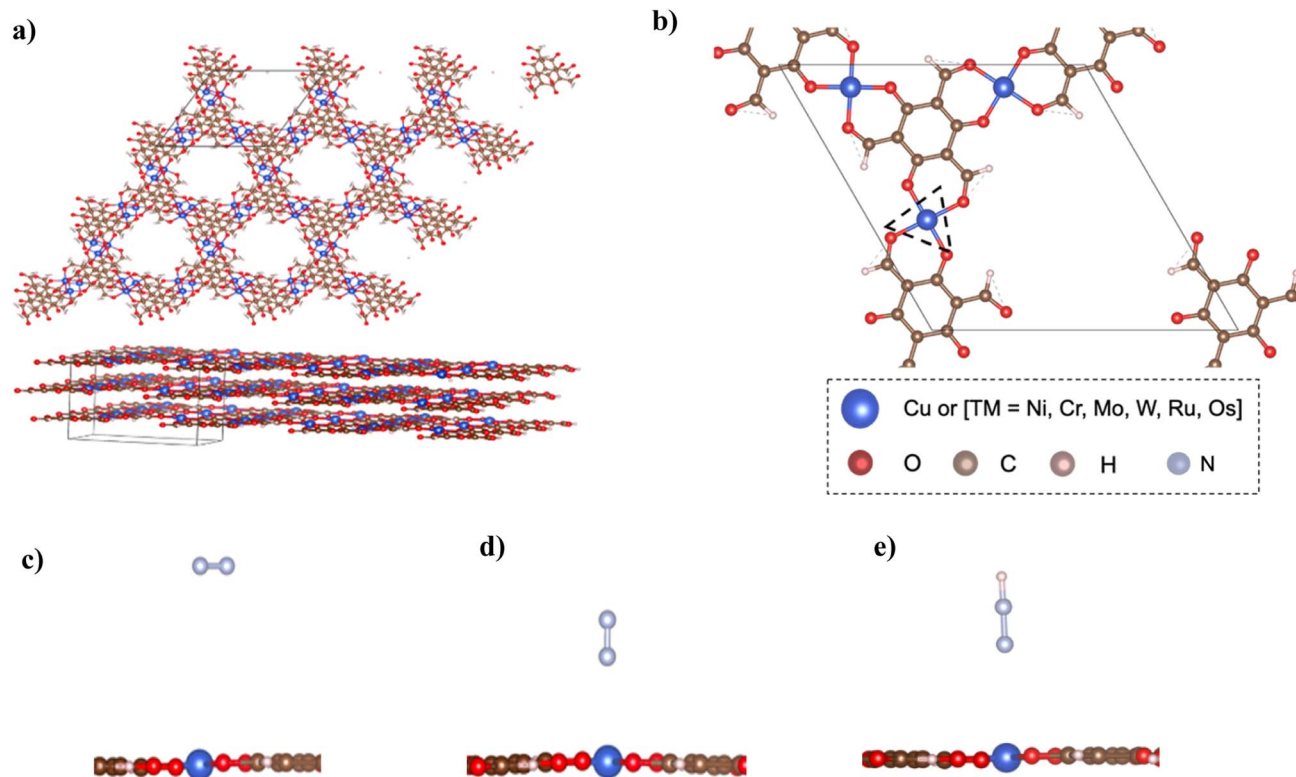 a)
b)
Cu or [TM = Ni, Cr, Mo, W, Ru, Os]
O C H N
c)
d)
e)